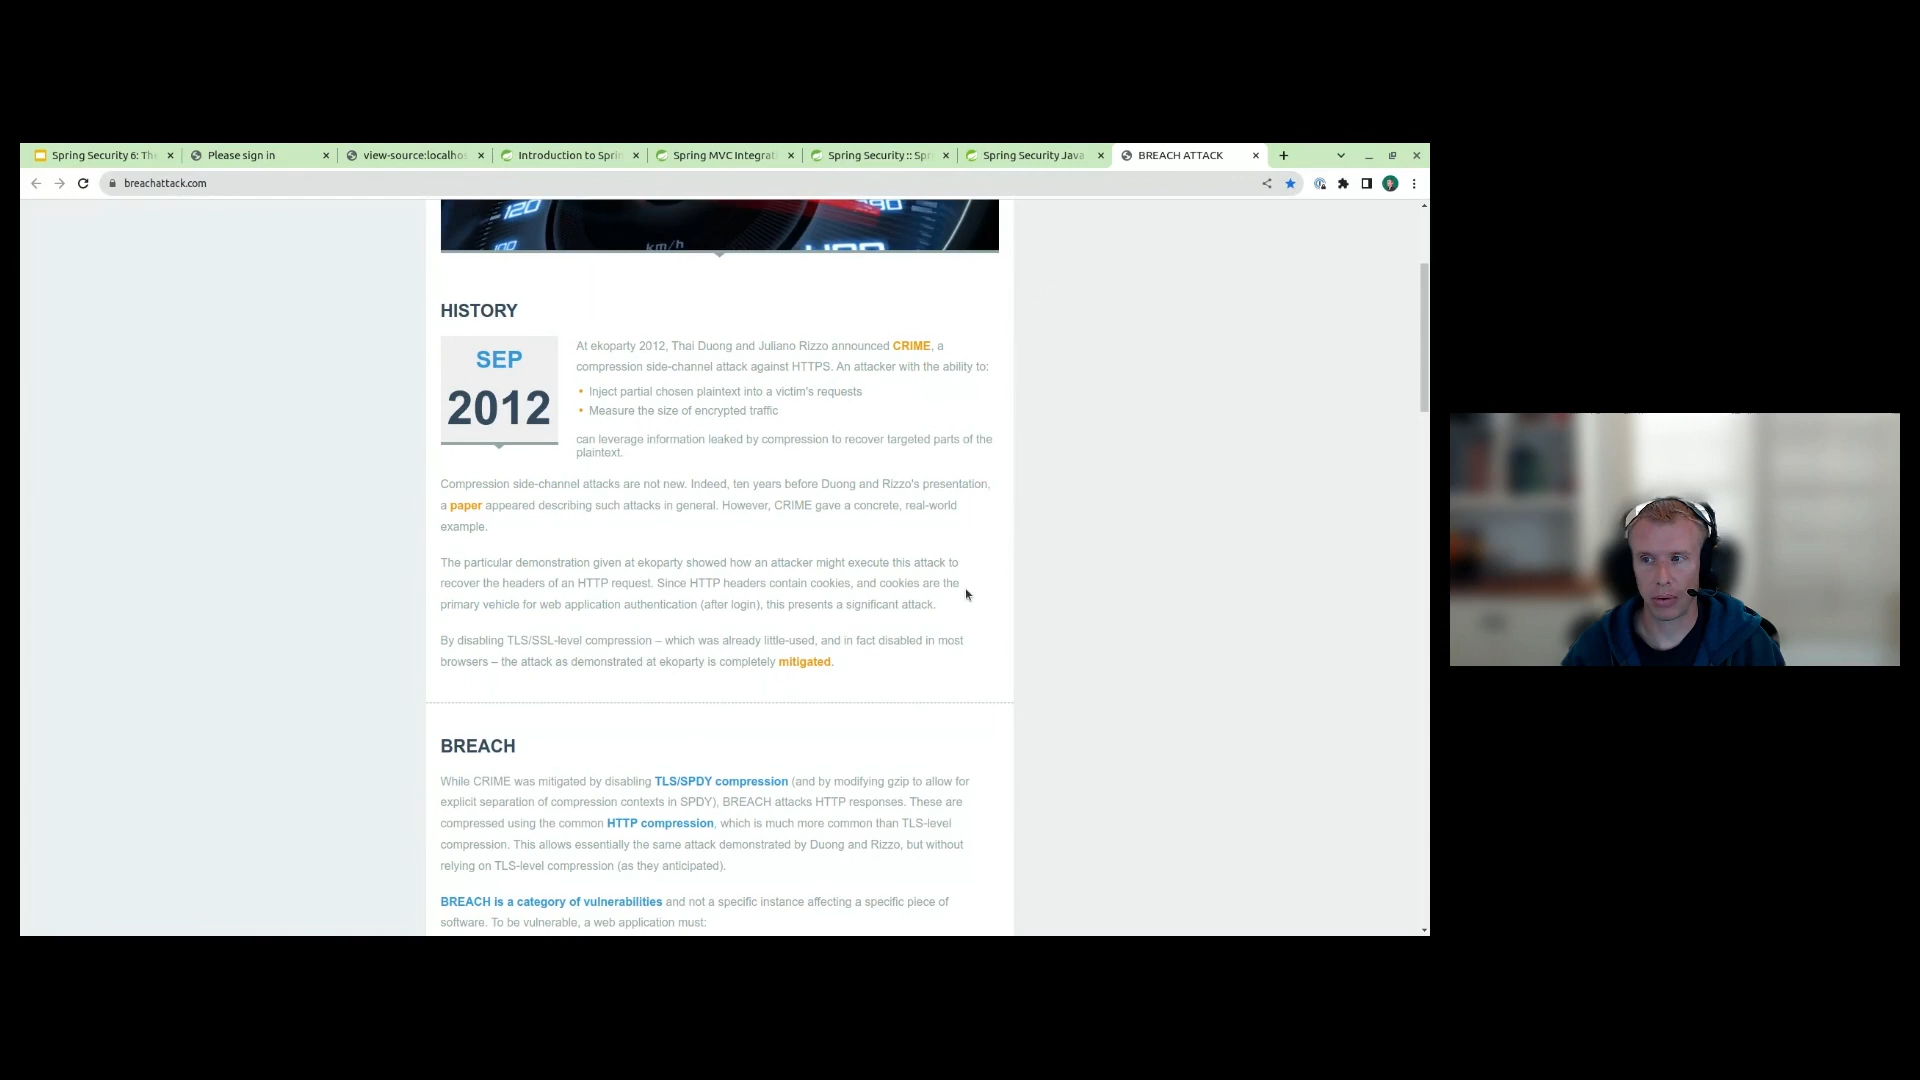 Spring Security 6: The
Please sign in
view-source:localhos
Introduction to Sprin
Spring MVC Integrat
Spring Security :: Spr
Spring Security Java
BREACH ATTACK
breachattack.com
120
100
km/h
HISTORY
SEP
2012
At ekoparty 2012, Thai Duong and Juliano Rizzo announced CRIME, a
compression side-channel attack against HTTPS. An attacker with the ability to:
• Inject partial chosen plaintext into a victim's requests
• Measure the size of encrypted traffic
can leverage information leaked by compression to recover targeted parts of the
plaintext.
Compression side-channel attacks are not new. Indeed, ten years before Duong and Rizzo's presentation,
a paper appeared describing such attacks in general. However, CRIME gave a concrete, real-world
example.
The particular demonstration given at ekoparty showed how an attacker might execute this attack to
recover the headers of an HTTP request. Since HTTP headers contain cookies, and cookies are the
primary vehicle for web application authentication (after login), this presents a significant attack.
By disabling TLS/SSL-level compression – which was already little-used, and in fact disabled in most
browsers – the attack as demonstrated at ekoparty is completely mitigated.
BREACH
While CRIME was mitigated by disabling TLS/SPDY compression (and by modifying gzip to allow for
explicit separation of compression contexts in SPDY), BREACH attacks HTTP responses. These are
compressed using the common HTTP compression, which is much more common than TLS-level
compression. This allows essentially the same attack demonstrated by Duong and Rizzo, but without
relying on TLS-level compression (as they anticipated).
BREACH is a category of vulnerabilities and not a specific instance affecting a specific piece of
software. To be vulnerable, a web application must: